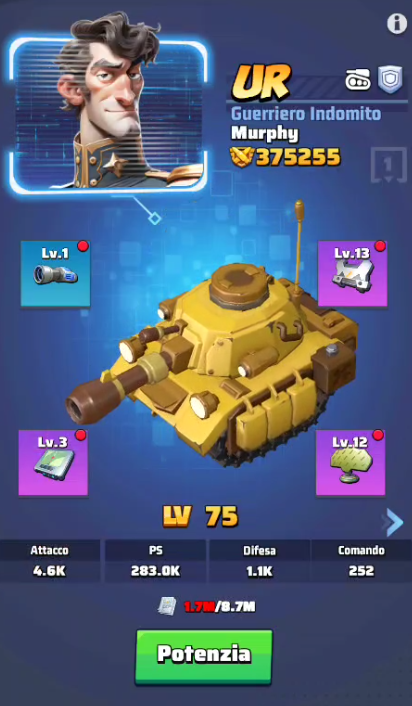 UR
Guerriero Indomito
Murphy
375255
1
Lv.1
Lv.13
Lv.3
Lv.12
LV 75
Attacco PS Difesa Comando
4.6K 283.0K 1.1K 252
1.7M/8.7M
Potenzia